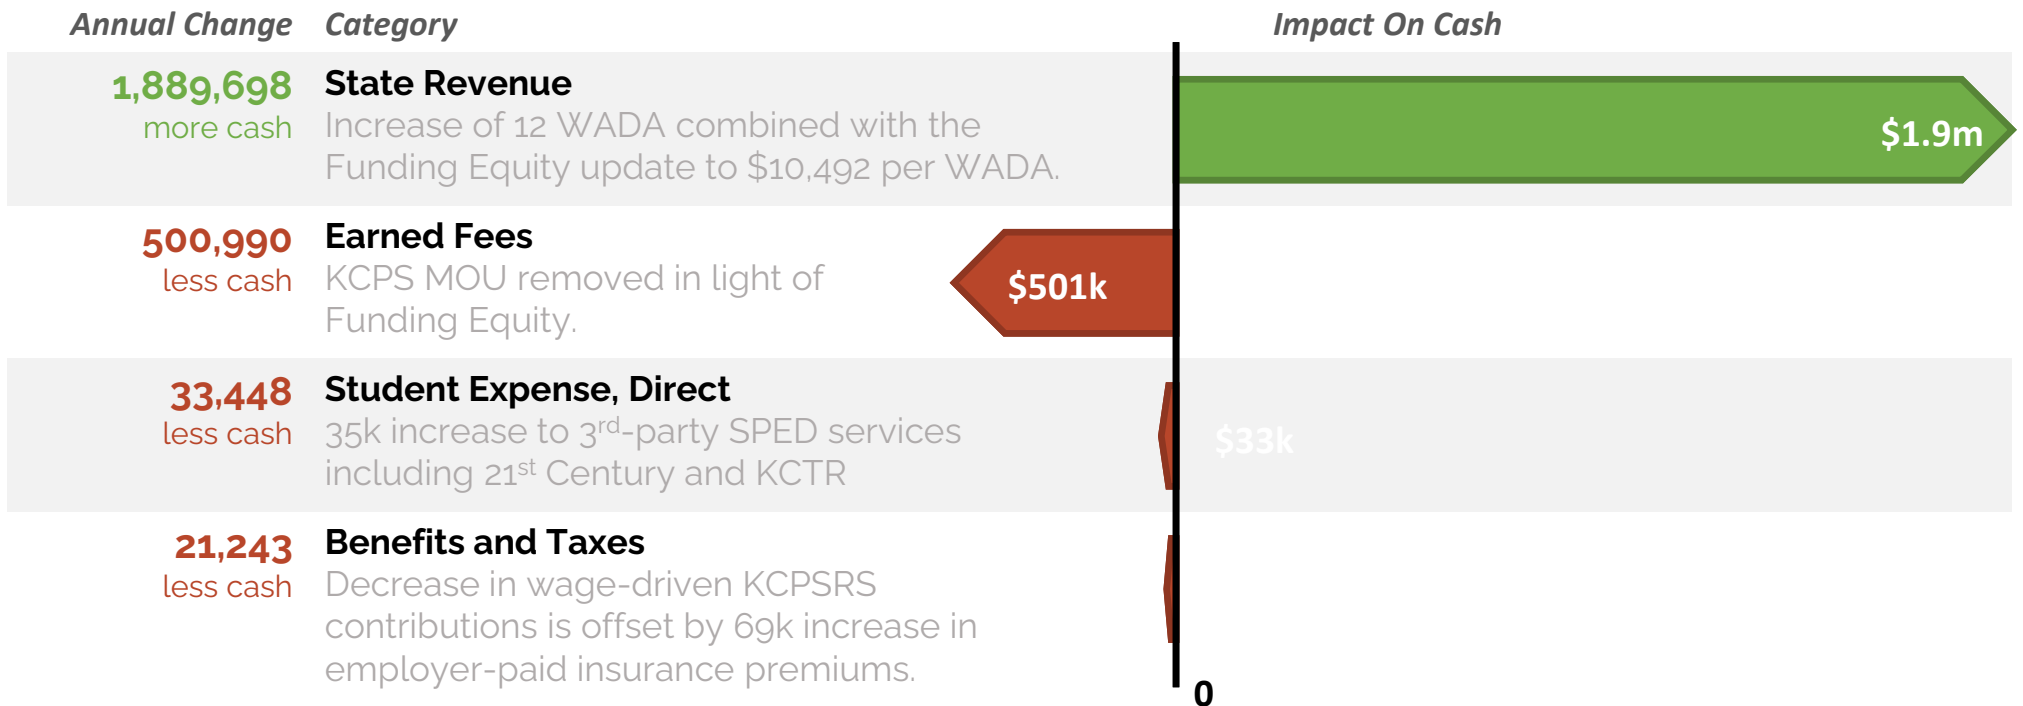 Annual Change Category Impact On Cash
1,889,698 State Revenue
more cash Increase of 12 WADA combined with the
Funding Equity update to $10,492 per WADA.
$1.9m
500,990 Earned Fees
less cash KCPS MOU removed in light of
Funding Equity.
$501k
33,448 Student Expense, Direct
less cash 35k increase to 3rd-party SPED services
including 21st Century and KCTR
$33k
21,243 Benefits and Taxes
less cash Decrease in wage-driven KCPSRS
contributions is offset by 69k increase in
employer-paid insurance premiums.
0